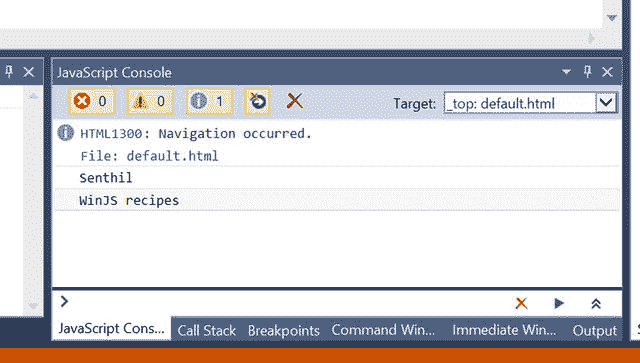 JavaScript Console
0 0 1 Target: _top: default.html
HTML1300: Navigation occurred.
File: default.html
Senthil
WinJS recipes
JavaScript Cons... Call Stack Breakpoints Command Win... Immediate Win... Output